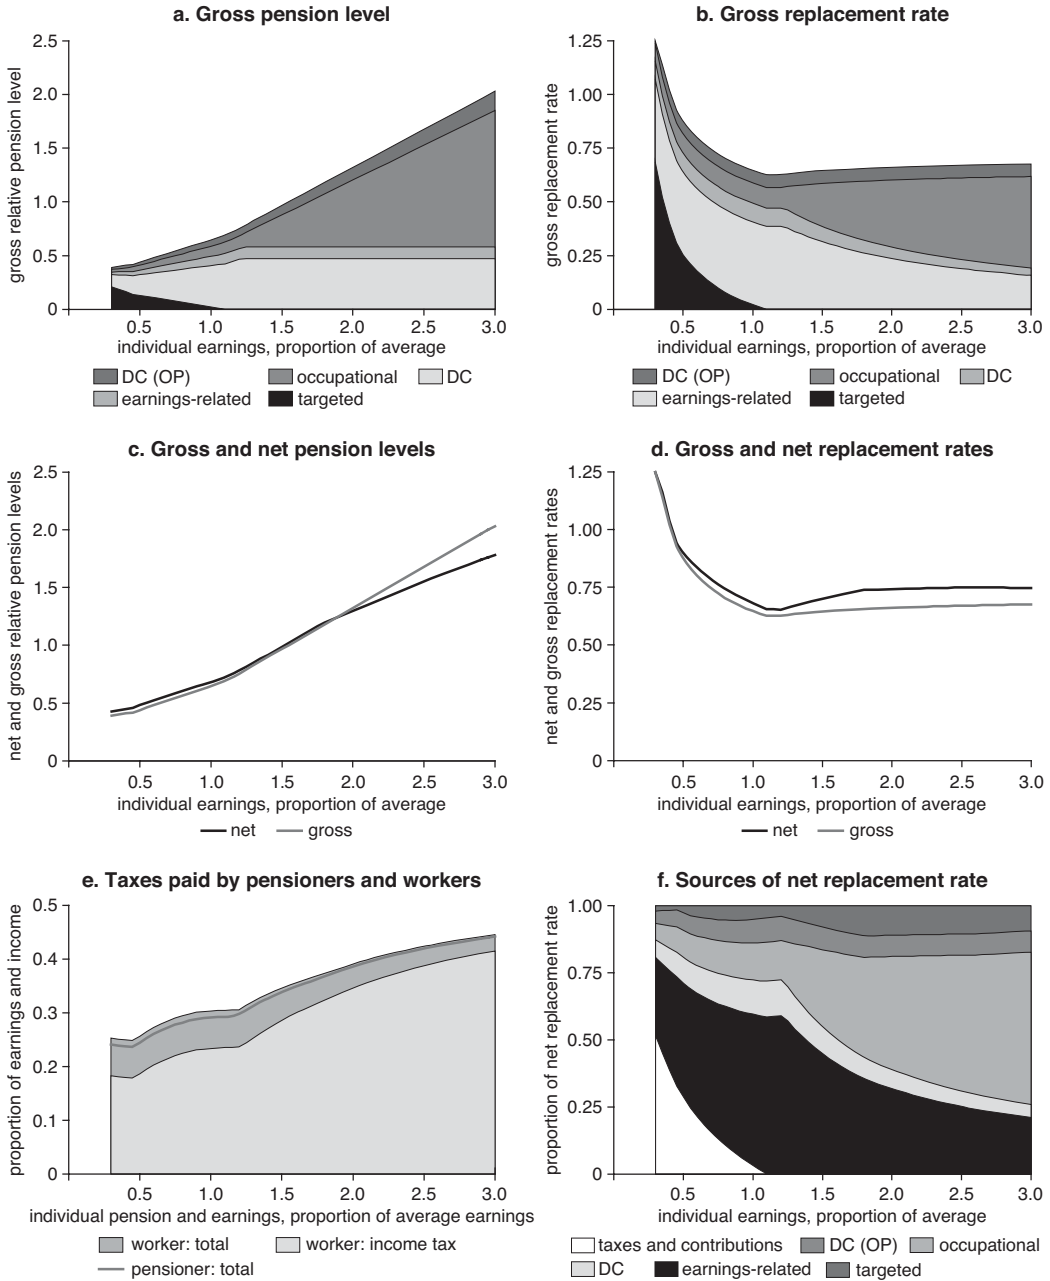 a. Gross pension level
gross relative pension level
2.5
2.0
1.5
1.0
0.5
0
0.5 1.0 1.5 2.0 2.5 3.0
individual earnings, proportion of average
DC (OP) occupational DC
earnings-related targeted
b. Gross replacement rate
gross replacement rate
1.25
1.00
0.75
0.50
0.25
0
0.5 1.0 1.5 2.0 2.5 3.0
individual earnings, proportion of average
DC (OP) occupational DC
earnings-related targeted
c. Gross and net pension levels
net and gross relative pension levels
2.5
2.0
1.5
1.0
0.5
0
0.5 1.0 1.5 2.0 2.5 3.0
individual earnings, proportion of average
net gross
d. Gross and net replacement rates
net and gross replacement rates
1.25
1.00
0.75
0.50
0.25
0
0.5 1.0 1.5 2.0 2.5 3.0
individual earnings, proportion of average
net gross
e. Taxes paid by pensioners and workers
proportion of earnings and income
0.5
0.4
0.3
0.2
0.1
0
0.5 1.0 1.5 2.0 2.5 3.0
individual pension and earnings, proportion of average earnings
worker: total worker: income tax
pensioner: total
f. Sources of net replacement rate
proportion of net replacement rate
1.00
0.75
0.50
0.25
0
0.5 1.0 1.5 2.0 2.5 3.0
individual earnings, proportion of average
taxes and contributions DC (OP) occupational
DC earnings-related targeted